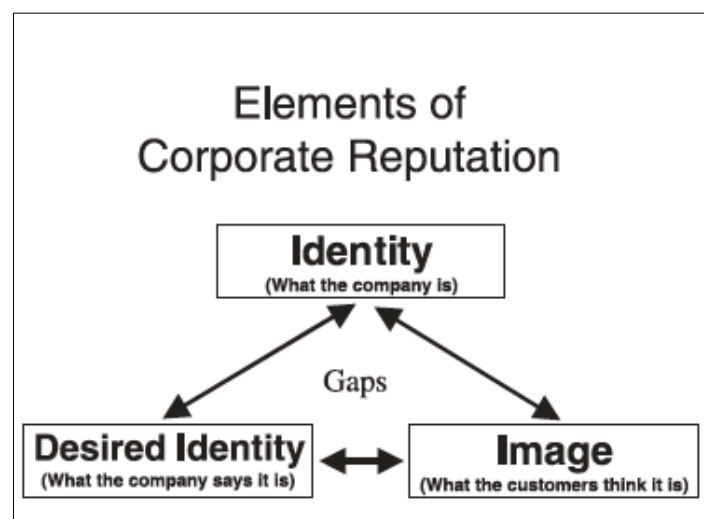 Elements of
Corporate Reputation
Identity
(What the company is)
Gaps
Desired Identity
(What the company says it is)
Image
(What the customers think it is)